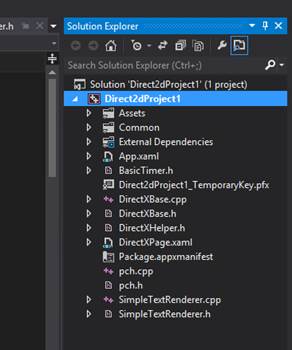 er.h
Solution Explorer
Search Solution Explorer (Ctrl+;)
Solution 'Direct2dProject1' (1 project)
Direct2dProject1
Assets
Common
External Dependencies
App.xaml
BasicTimer.h
Direct2dProject1_TemporaryKey.pfx
DirectXBase.cpp
DirectXBase.h
DirectXHelper.h
DirectXPage.xaml
Package.appxmanifest
pch.cpp
pch.h
SimpleTextRenderer.cpp
SimpleTextRenderer.h